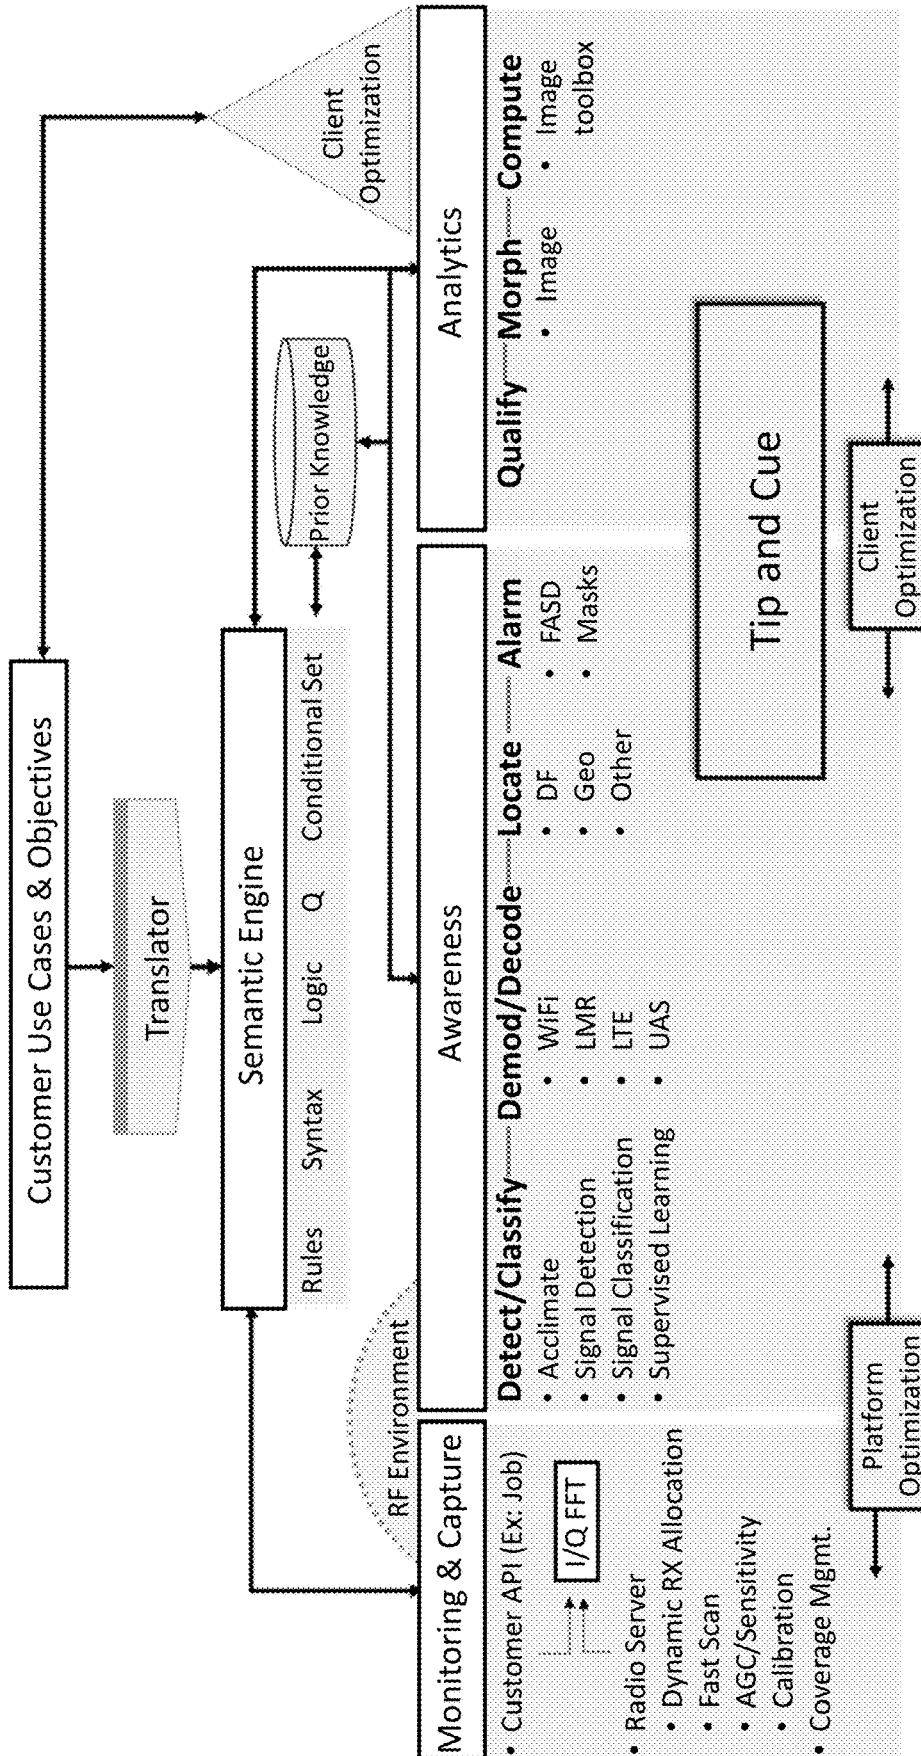 Customer Use Cases & Objectives
Translator
Semantic Engine
Rules Syntax Logic Q Conditional Set
Prior Knowledge
Client
Optimization
RF Environment
Monitoring & Capture
Awareness
Analytics
• Customer API (Ex: Job)
I/Q FFT
• Radio Server
• Dynamic RX Allocation
• Fast Scan
• AGC/Sensitivity
• Calibration
• Coverage Mgmt.
Detect/Classify
• Acclimate
• Signal Detection
• Signal Classification
• Supervised Learning
Demod/Decode
• WiFi
• LMR
• LTE
• UAS
Locate
• DF
• Geo
• Other
Alarm
• FASD
• Masks
Qualify
Morph
• Image
Compute
• Image
toolbox
Tip and Cue
Platform
Optimization
Client
Optimization